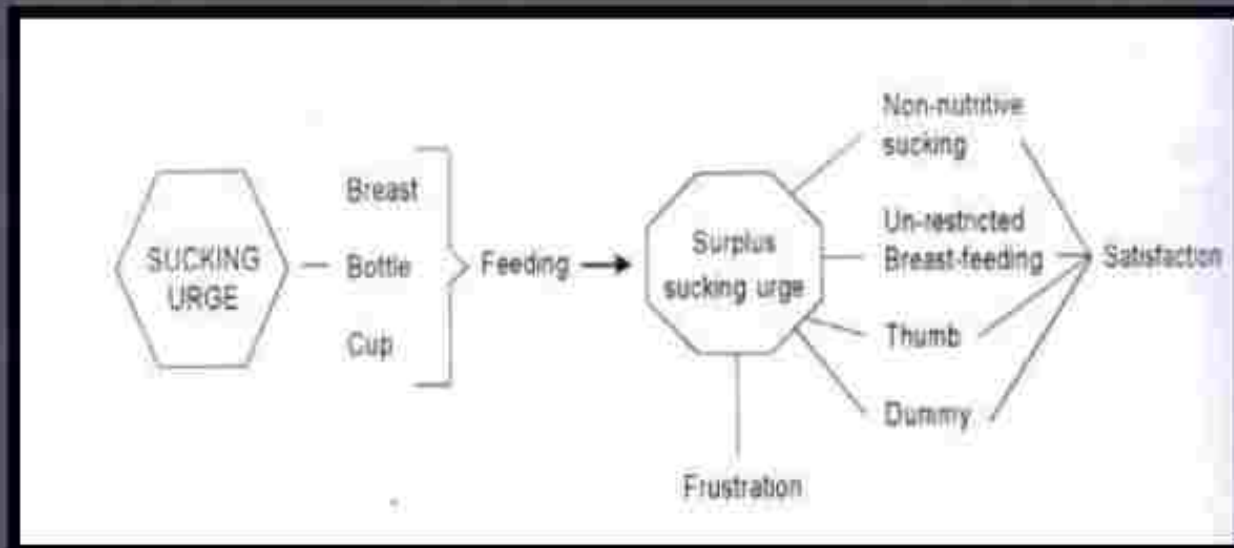 SUCKING
URGE
Breast
Bottle
Cup
Feeding
Surplus
sucking urge
Frustration
Non-nutritive
sucking
Un-restricted
Breast-feeding
Thumb
Dummy
Satisfacton